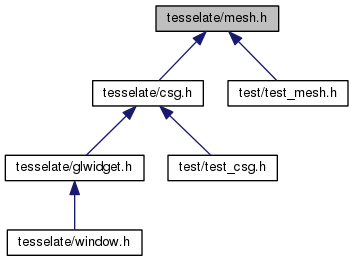 tesselate/mesh.h
tesselate/csg.h
test/test_mesh.h
tesselate/glwidget.h
test/test_csg.h
tesselate/window.h